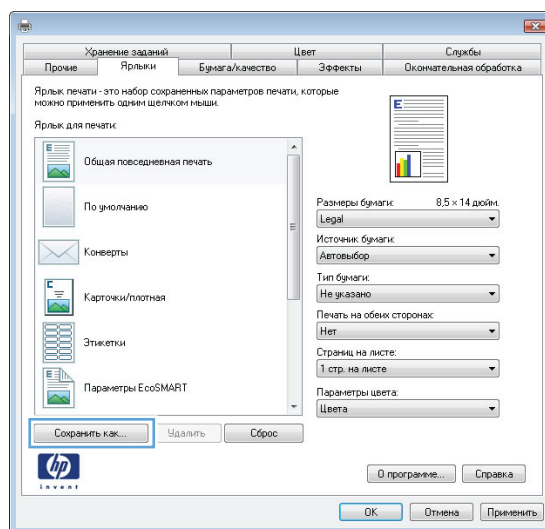 Хранение заданий
Цвет
Службы
Прочие
Ярлыки
Бумага/качество
Эффекты
Окончательная обработка
Ярлык печати - это набор сохраненных параметров печати, которые
можно применить одним щелчком мыши.
Ярлык для печати:
Общая повседневная печать
По умолчанию
Конверты
Карточки/плотная
Этикетки
Параметры EcoSMART
Сохранить как...
Удалить
Сброс
E
Размеры бумаги:
8,5 × 14 дюйм.
Legal
Источник бумаги:
Автовыбор
Тип бумаги:
Не указано
Печать на обеих сторонах:
Нет
Страниц на листе:
1 стр. на листе
Параметры цвета:
Цвета
hp
invent
О программе...
Справка
OK
Отмена
Применить